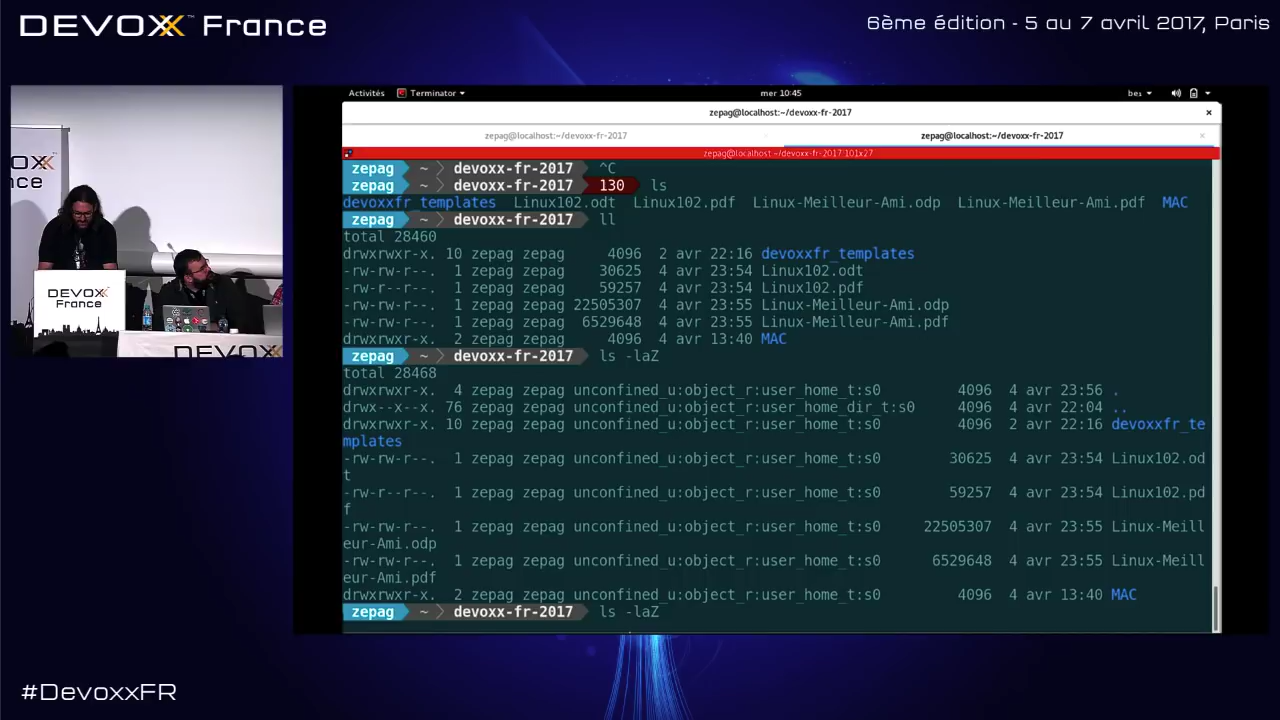 DEVOXX™ France
6ème édition - 5 au 7 avril 2017, Paris
OXX
nce
DEVOXX
France
DEVOXX
Activités Terminator mer 10:45 be₁
zepag@localhost:~/devoxx-fr-2017
zepag@localhost:~/devoxx-fr-2017 zepag@localhost:~/devoxx-fr-2017
zepag@localhost:~/devoxx-fr-2017 101x27
zepag ~ devoxx-fr-2017 ^C
zepag ~ devoxx-fr-2017 130 ls
devoxxfr_templates Linux102.odt Linux102.pdf Linux-Meilleur-Ami.odp Linux-Meilleur-Ami.pdf MAC
zepag ~ devoxx-fr-2017 ll
total 28460
drwxrwxr-x. 10 zepag zepag 4096 2 avr 22:16 devoxxfr_templates
-rw-rw-r--. 1 zepag zepag 30625 4 avr 23:54 Linux102.odt
-rw-r--r--. 1 zepag zepag 59257 4 avr 23:54 Linux102.pdf
-rw-rw-r--. 1 zepag zepag 22505307 4 avr 23:55 Linux-Meilleur-Ami.odp
-rw-rw-r--. 1 zepag zepag 6529648 4 avr 23:55 Linux-Meilleur-Ami.pdf
drwxrwxr-x. 2 zepag zepag 4096 4 avr 13:40 MAC
zepag ~ devoxx-fr-2017 ls -laZ
total 28468
drwxrwxr-x. 4 zepag zepag unconfined_u:object_r:user_home_t:s0 4096 4 avr 23:56 .
drwx--x--x. 76 zepag zepag unconfined_u:object_r:user_home_dir_t:s0 4096 4 avr 22:04 ..
drwxrwxr-x. 10 zepag zepag unconfined_u:object_r:user_home_t:s0 4096 2 avr 22:16 devoxxfr_te
mplates
-rw-rw-r--. 1 zepag zepag unconfined_u:object_r:user_home_t:s0 30625 4 avr 23:54 Linux102.od
t
-rw-r--r--. 1 zepag zepag unconfined_u:object_r:user_home_t:s0 59257 4 avr 23:54 Linux102.pd
f
-rw-rw-r--. 1 zepag zepag unconfined_u:object_r:user_home_t:s0 22505307 4 avr 23:55 Linux-Meill
eur-Ami.odp
-rw-rw-r--. 1 zepag zepag unconfined_u:object_r:user_home_t:s0 6529648 4 avr 23:55 Linux-Meill
eur-Ami.pdf
drwxrwxr-x. 2 zepag zepag unconfined_u:object_r:user_home_t:s0 4096 4 avr 13:40 MAC
zepag ~ devoxx-fr-2017 ls -laZ
#DevoxxFR